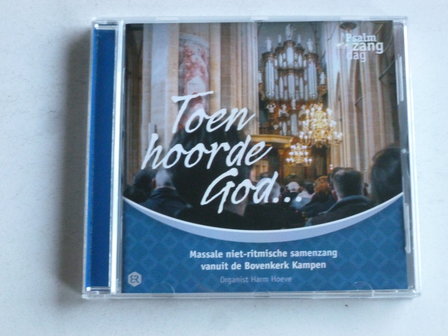 Psalm
zang
dag
Toen
hoorde
God...
Massale niet-ritmische samenzang
vanuit de Bovenkerk Kampen
Organist Harm Hoeve